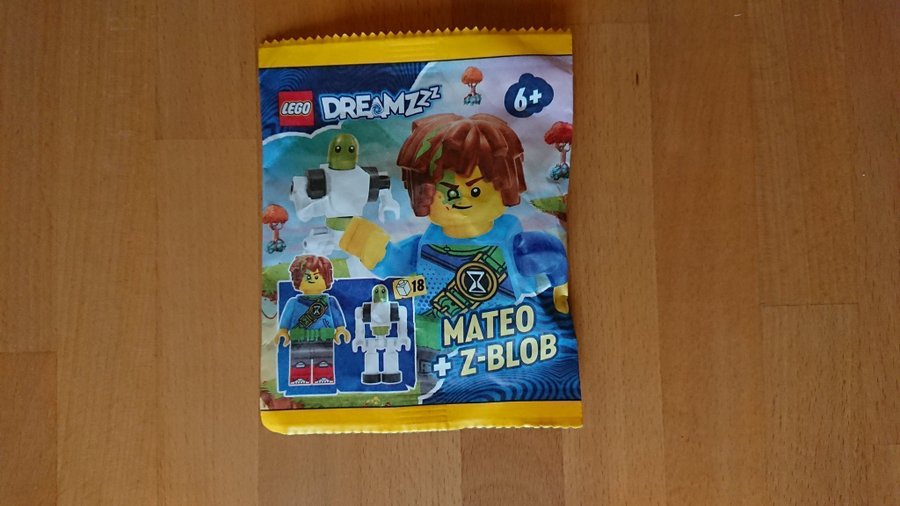 LEGO DREAMZzz
6+
18
MATEO
+ Z-BLOB